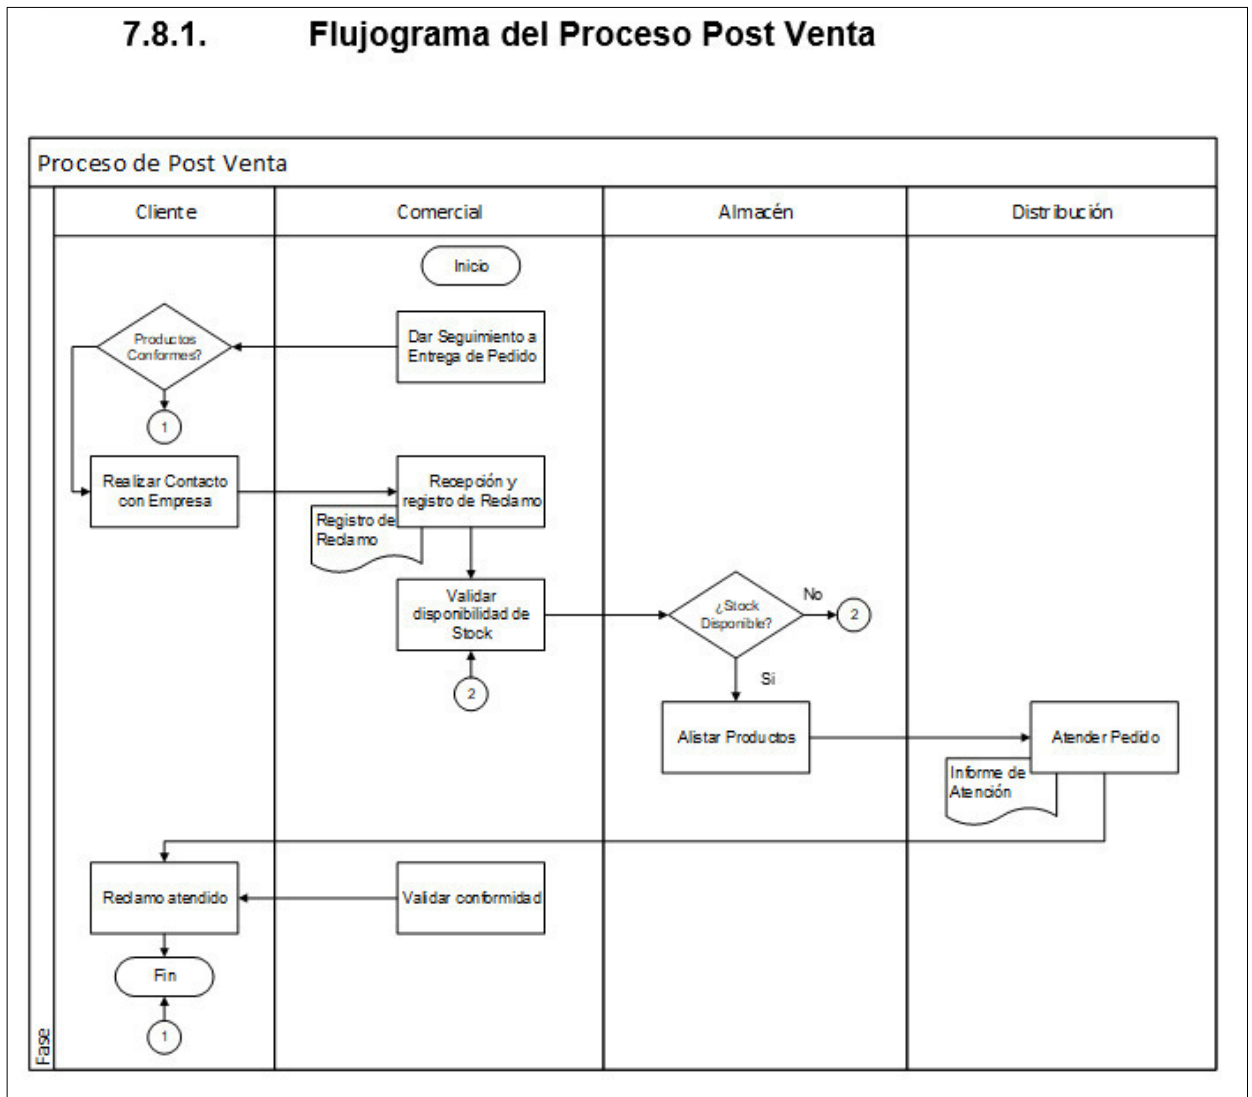 7.8.1. Flujograma del Proceso Post Venta
Proceso de Post Venta
Cliente
Comercial
Almacén
Distribución
Inicio
Productos
Conformes?
Dar Seguimiento a
Entrega de Pedido
1
Realizar Contacto
con Empresa
Recepción y
registro de Reclamo
Registro de
Reclamo
Validar
disponibilidad de
Stock
¿Stock
Disponible?
No
2
2
Si
Alistar Productos
Atender Pedido
Informe de
Atención
Reclamo atendido
Validar conformidad
Fin
1
Fase